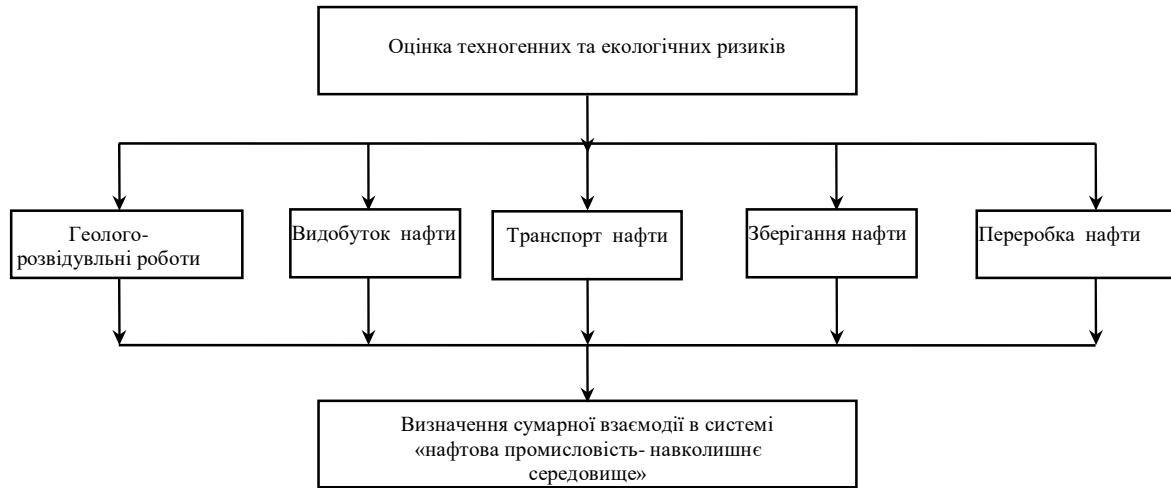 Оцінка техногенних та екологічних ризиків
Геолого-
розвідувльні роботи
Видобуток нафти
Транспорт нафти
Зберігання нафти
Переробка нафти
Визначення сумарної взаємодії в системі
«нафтова промисловість- навколишнє
середовище»